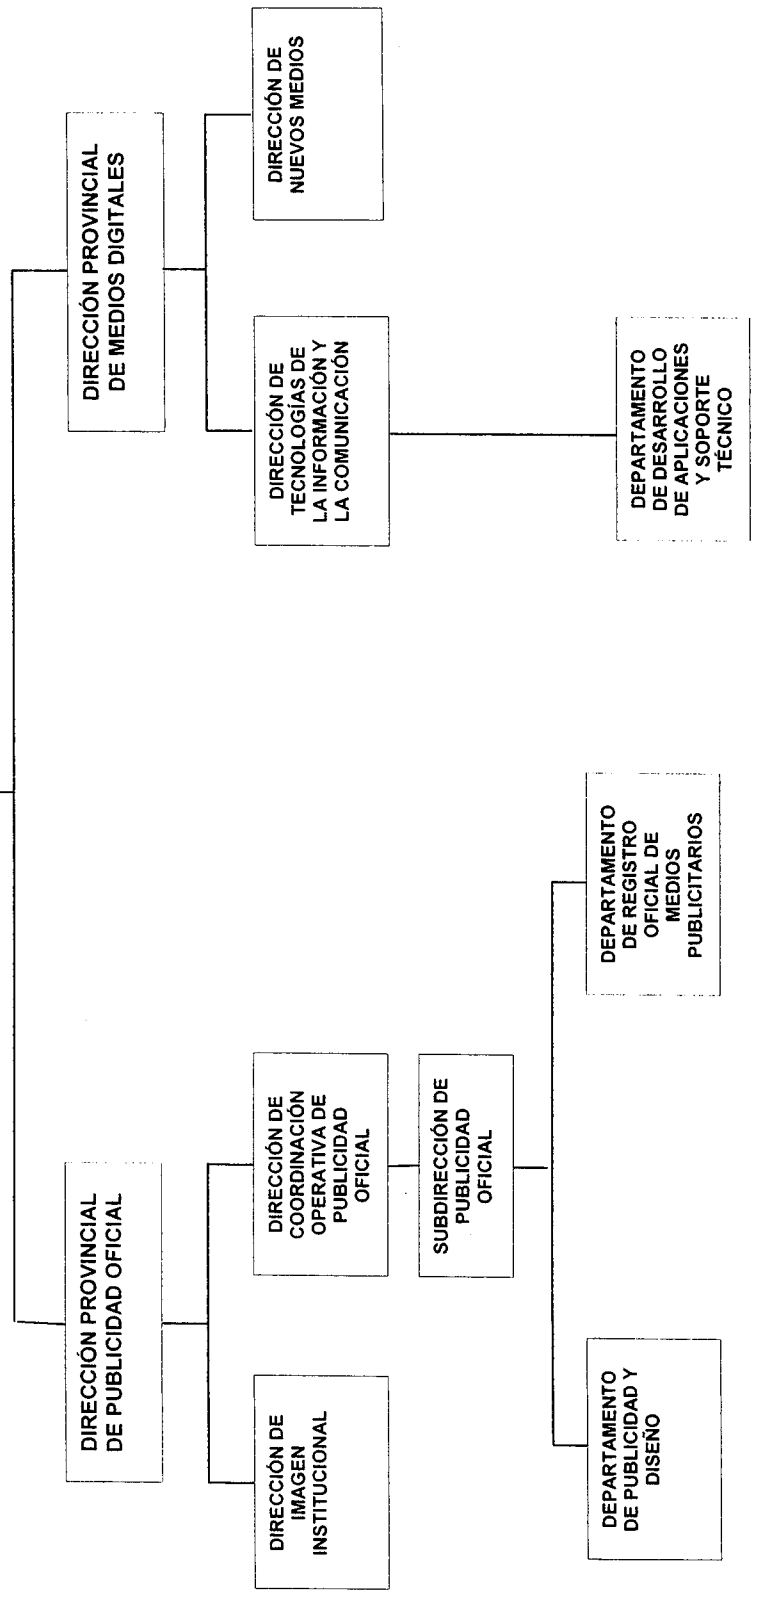 DIRECCIÓN PROVINCIAL
DE PUBLICIDAD OFICIAL
DIRECCIÓN PROVINCIAL
DE MEDIOS DIGITALES
DIRECCIÓN DE
IMAGEN
INSTITUCIONAL
DIRECCIÓN DE
COORDINACIÓN
OPERATIVA DE
PUBLICIDAD
OFICIAL
DIRECCIÓN DE
TECNOLOGÍAS DE
LA INFORMACIÓN Y
LA COMUNICACIÓN
DIRECCIÓN DE
NUEVOS MEDIOS
SUBDIRECCIÓN DE
PUBLICIDAD
OFICIAL
DEPARTAMENTO
DE PUBLICIDAD Y
DISEÑO
DEPARTAMENTO
DE REGISTRO
OFICIAL DE
MEDIOS
PUBLICITARIOS
DEPARTAMENTO
DE DESARROLLO
DE APLICACIONES
Y SOPORTE
TÉCNICO